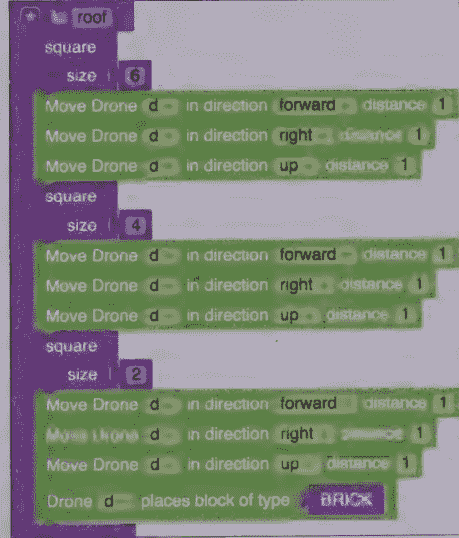 roof
square
size 6
Move Drone d in direction forward distance 1
Move Drone d in direction right distance 1
Move Drone d in direction up distance 1
square
size 4
Move Drone d in direction forward distance 1
Move Drone d in direction right distance 1
Move Drone d in direction up distance 1
square
size 2
Move Drone d in direction forward distance 1
Move Drone d in direction right distance 1
Move Drone d in direction up distance 1
Drone d places block of type BRICK